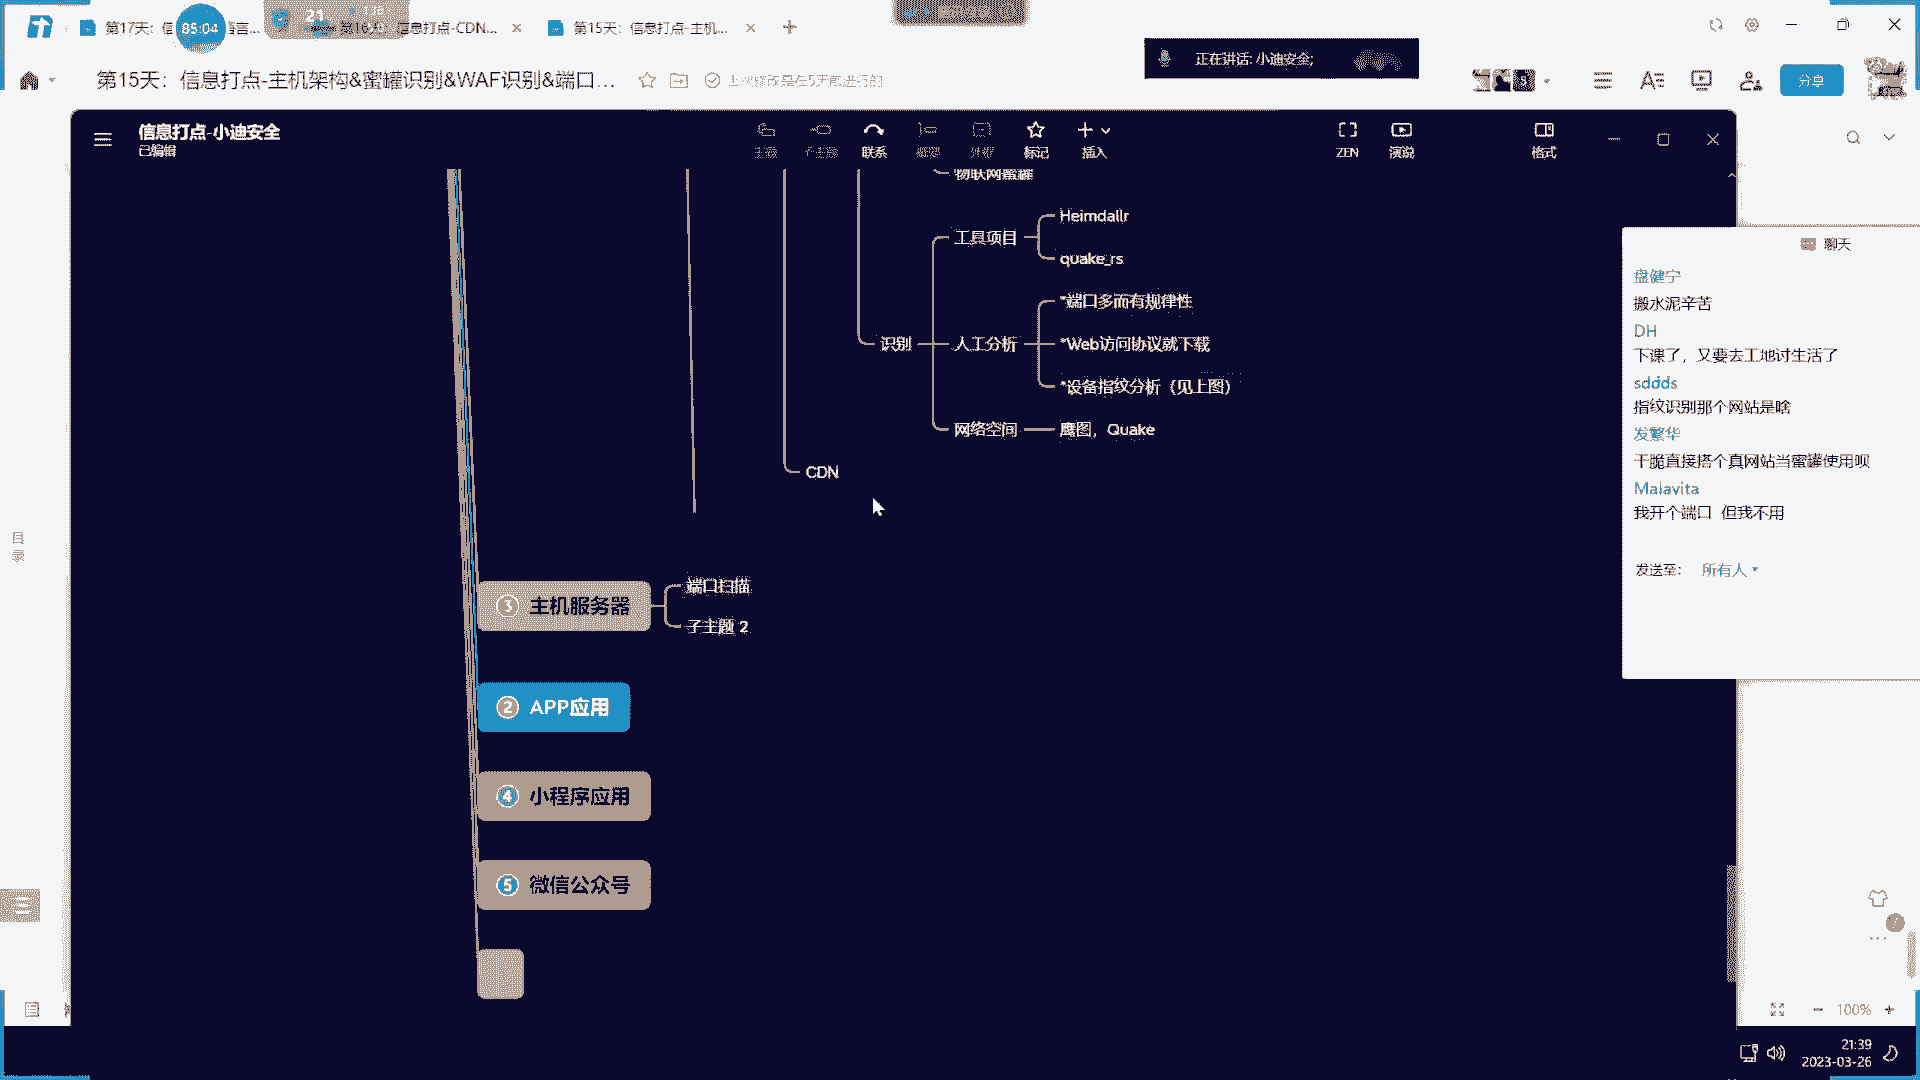 第17天：
85:04
21
信息打点-CDN...
第15天：信息打点-主机...
正在讲话: 小迪安全;
第15天：信息打点-主机架构&蜜罐识别&WAF识别&端口...
上次修改是在5天前进行的
分享
信息打点-小迪安全
已编辑
主题
子主题
联系
概要
外框
标记
插入
ZEN
演说
格式
物联网蜜罐
工具项目
Heimdallr
quake_rs
识别
人工分析
*端口多而有规律性
*Web访问协议就下载
*设备指纹分析（见上图）
网络空间
鹰图，Quake
CDN
3 主机服务器
端口扫描
子主题 2
2 APP应用
4 小程序应用
5 微信公众号
目录
聊天
盘健宁
搬水泥辛苦
DH
下课了，又要去工地讨生活了
sddds
指纹识别那个网站是啥
发繁华
干脆直接搭个真网站当蜜罐使用呗
Malavita
我开个端口 但我不用
发送至：
所有人
100%
21:39
2023-03-26